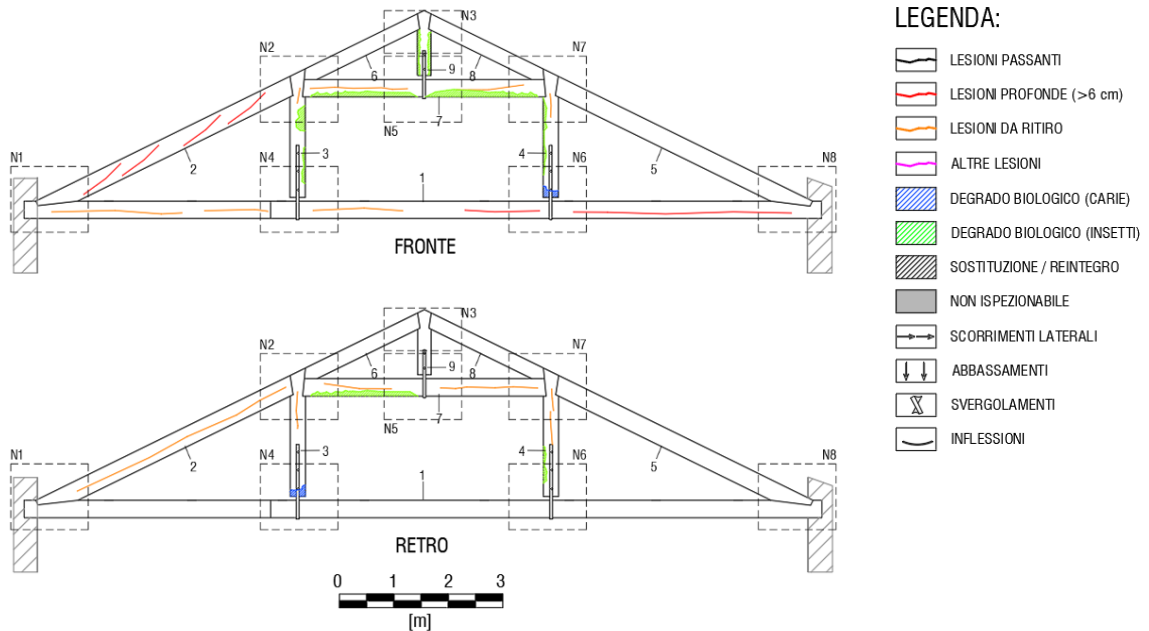 N3
N2
N7
6
9
8
N5
7
N1
N4
3
4
N6
N8
2
1
5
FRONTE
N3
N2
N7
6
9
8
N5
7
N1
N4
3
4
N6
N8
2
1
5
RETRO
0 1 2 3
[m]
LEGENDA:
LESIONI PASSANTI
LESIONI PROFONDE (>6 cm)
LESIONI DA RITIRO
ALTRE LESIONI
DEGRADO BIOLOGICO (CARIE)
DEGRADO BIOLOGICO (INSETTI)
SOSTITUZIONE / REINTEGRO
NON ISPEZIONABILE
SCORRIMENTI LATERALI
ABBASSAMENTI
SVERGOLAMENTI
INFLESSIONI